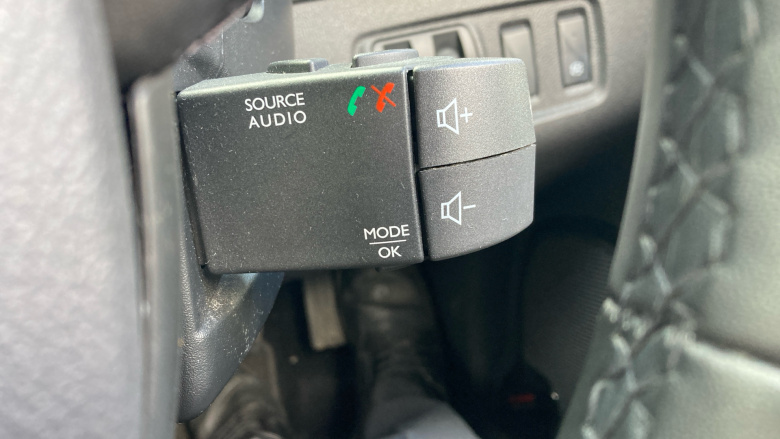 SOURCE
AUDIO
+
-
MODE
OK